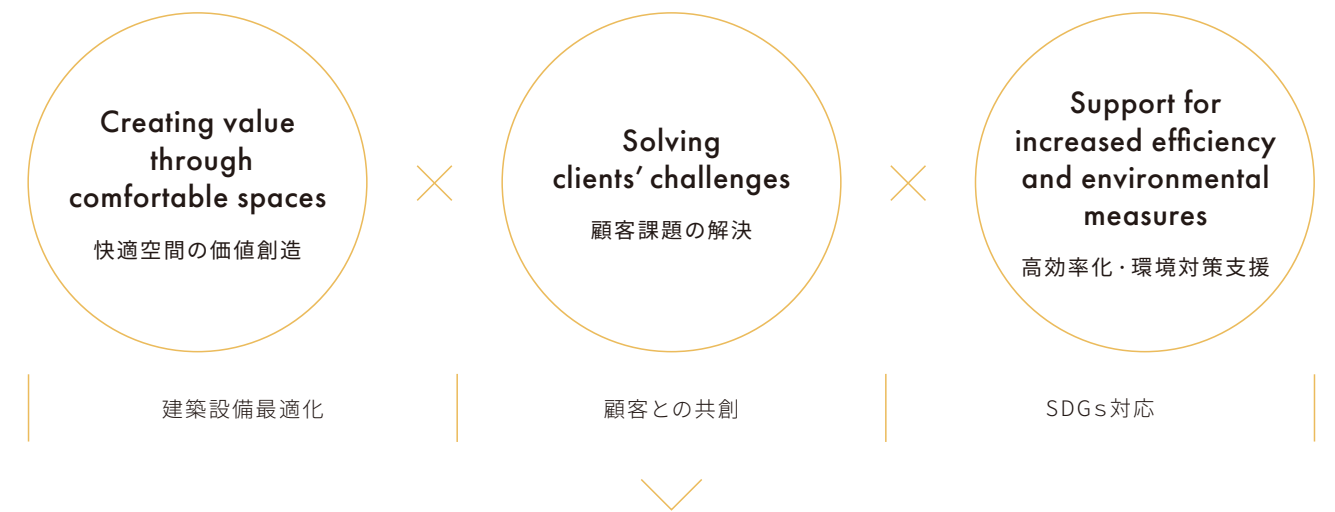 Creating value
through
comfortable spaces
快適空間の価値創造
Solving
clients’ challenges
顧客課題の解決
Support for
increased efficiency
and environmental
measures
高効率化・環境対策支援
建築設備最適化
顧客との共創
SDGs対応